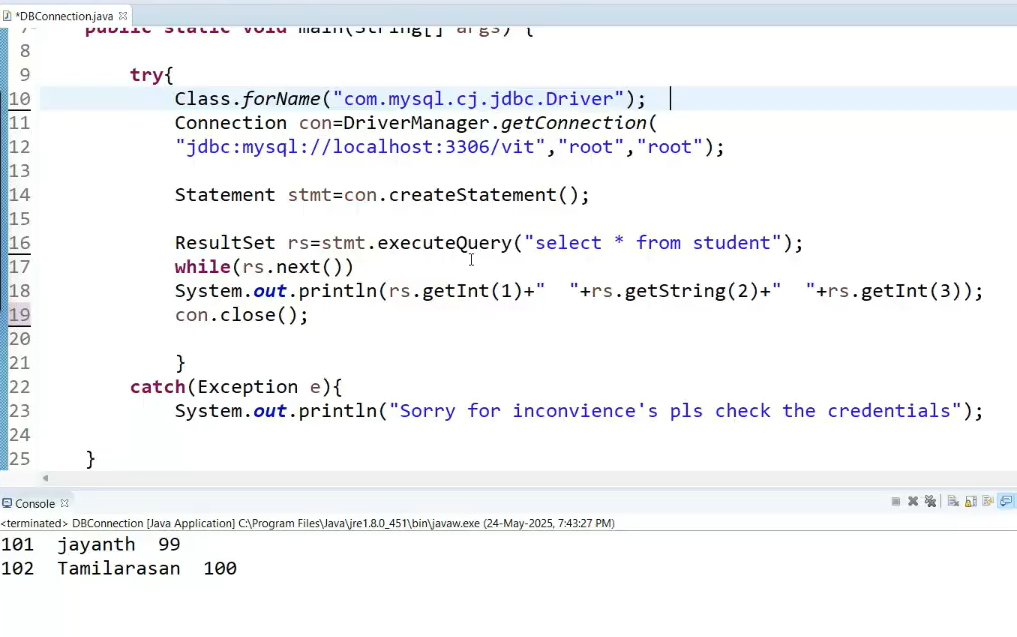 *DBConnection.java
7 public static void main(String[] args) {
8
9 try{
10 Class.forName("com.mysql.cj.jdbc.Driver");
11 Connection con=DriverManager.getConnection(
12 "jdbc:mysql://localhost:3306/vit","root","root");
13
14 Statement stmt=con.createStatement();
15
16 ResultSet rs=stmt.executeQuery("select * from student");
17 while(rs.next())
18 System.out.println(rs.getInt(1)+"  "+rs.getString(2)+"  "+rs.getInt(3));
19 con.close();
20
21 }
22 catch(Exception e){
23 System.out.println("Sorry for inconvience's pls check the credentials");
24
25 }
Console
<terminated> DBConnection [Java Application] C:\Program Files\Java\jre1.8.0_451\bin\javaw.exe (24-May-2025, 7:43:27 PM)
101  jayanth  99
102  Tamilarasan  100